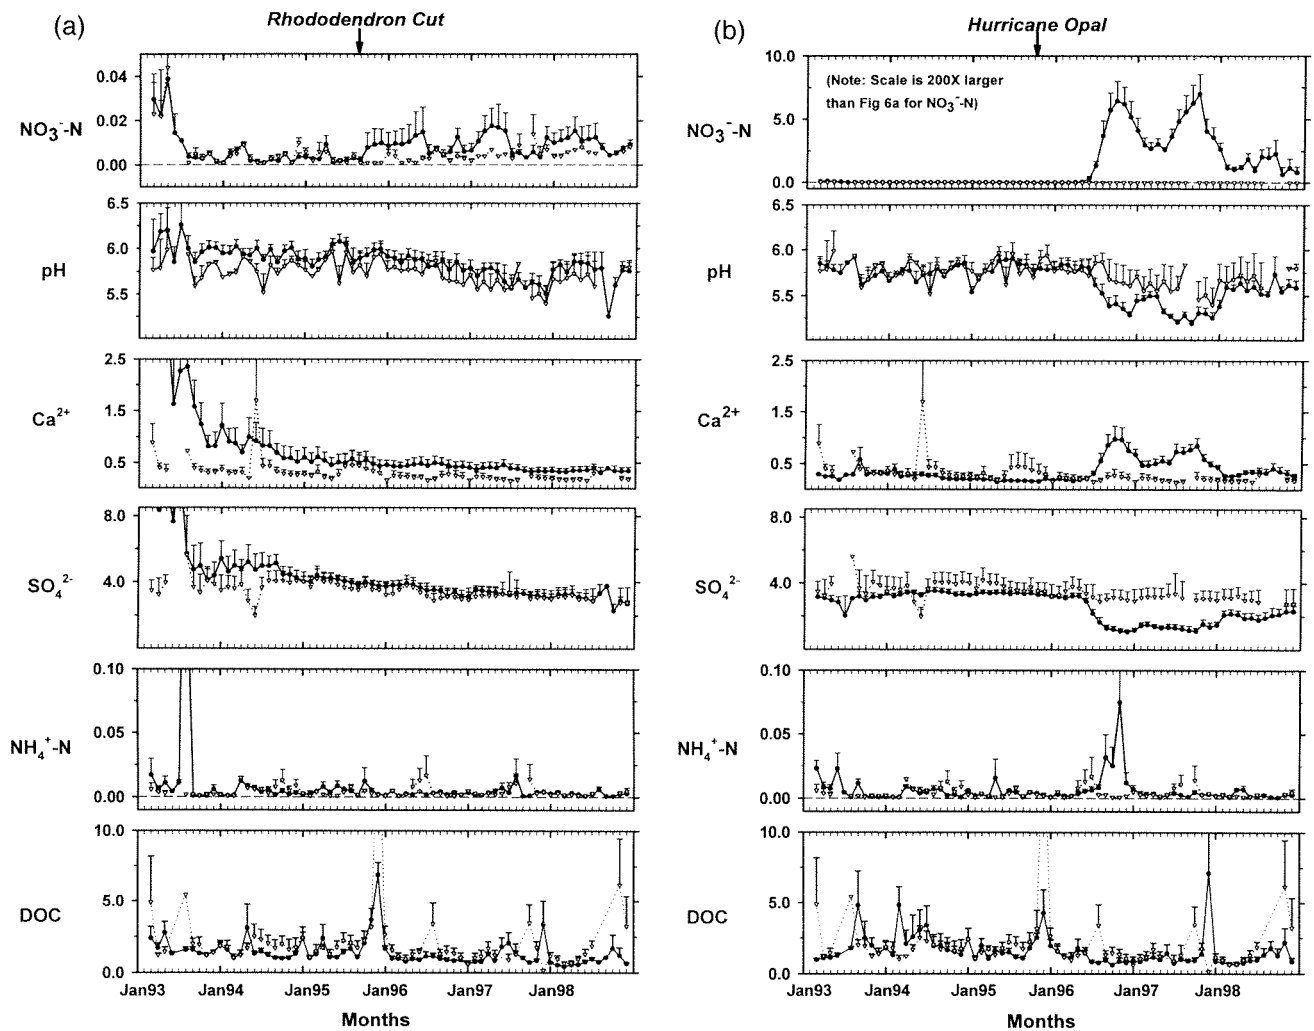 (a)
Rhododendron Cut
NO₃⁻-N
0.04
0.02
0.00
pH
6.5
6.0
5.5
Ca²⁺
2.5
1.5
0.5
SO₄²⁻
8.0
4.0
NH₄⁺-N
0.10
0.05
0.00
DOC
10.0
5.0
0.0
Jan93 Jan94 Jan95 Jan96 Jan97 Jan98
Months
(b)
Hurricane Opal
NO₃⁻-N
10.0
5.0
0.0
(Note: Scale is 200X larger
than Fig 6a for NO₃⁻-N)
pH
6.5
6.0
5.5
Ca²⁺
2.5
1.5
0.5
SO₄²⁻
8.0
4.0
NH₄⁺-N
0.10
0.05
0.00
DOC
10.0
5.0
0.0
Jan93 Jan94 Jan95 Jan96 Jan97 Jan98
Months